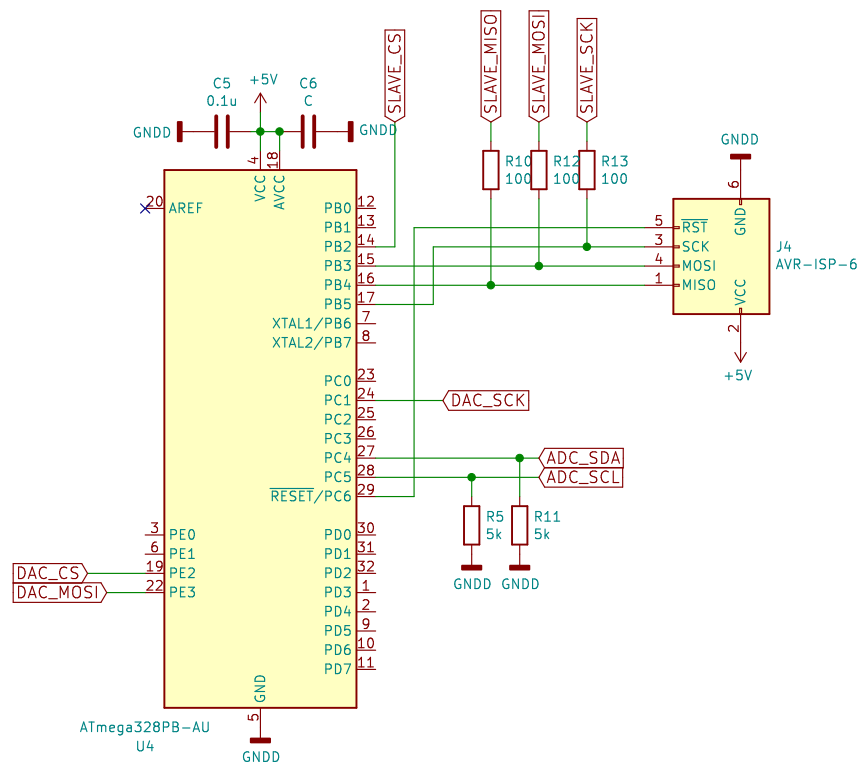 SLAVE_CS
SLAVE_MISO
SLAVE_MOSI
SLAVE_SCK
C5
0.1u
+5V
C6
C
GNDD
GNDD
GNDD
4
18
R10
100
R12
100
R13
100
6
VCC
AVCC
GND
20
AREF
PB0
12
PB1
13
PB2
14
PB3
15
PB4
16
PB5
17
XTAL1/PB6
7
XTAL2/PB7
8
5
RST
3
SCK
4
MOSI
1
MISO
VCC
2
J4
AVR-ISP-6
+5V
PC0
23
PC1
24
DAC_SCK
PC2
25
PC3
26
PC4
27
ADC_SDA
PC5
28
ADC_SCL
RESET/PC6
29
R5
5k
R11
5k
GNDD
GNDD
3
PE0
6
PE1
DAC_CS
19
PE2
DAC_MOSI
22
PE3
PD0
30
PD1
31
PD2
32
PD3
1
PD4
2
PD5
9
PD6
10
PD7
11
GND
5
ATmega328PB-AU
U4
GNDD